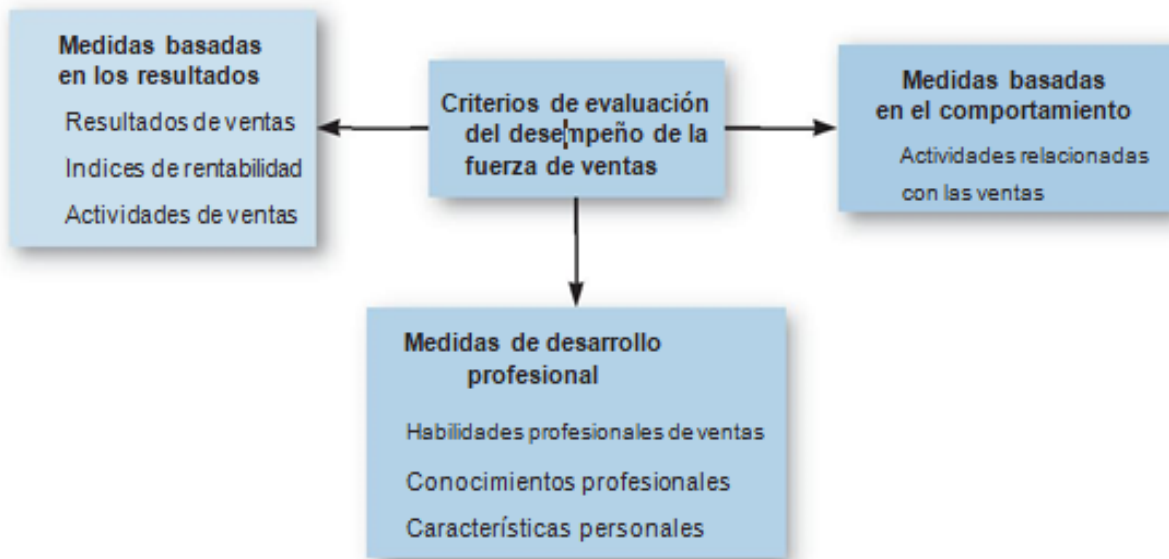 Medidas basadas
en los resultados
Resultados de ventas
Indices de rentabilidad
Actividades de ventas
Criterios de evaluación
del desempeño de la
fuerza de ventas
Medidas basadas
en el comportamiento
Actividades relacionadas
con las ventas
Medidas de desarrollo
profesional
Habilidades profesionales de ventas
Conocimientos profesionales
Características personales